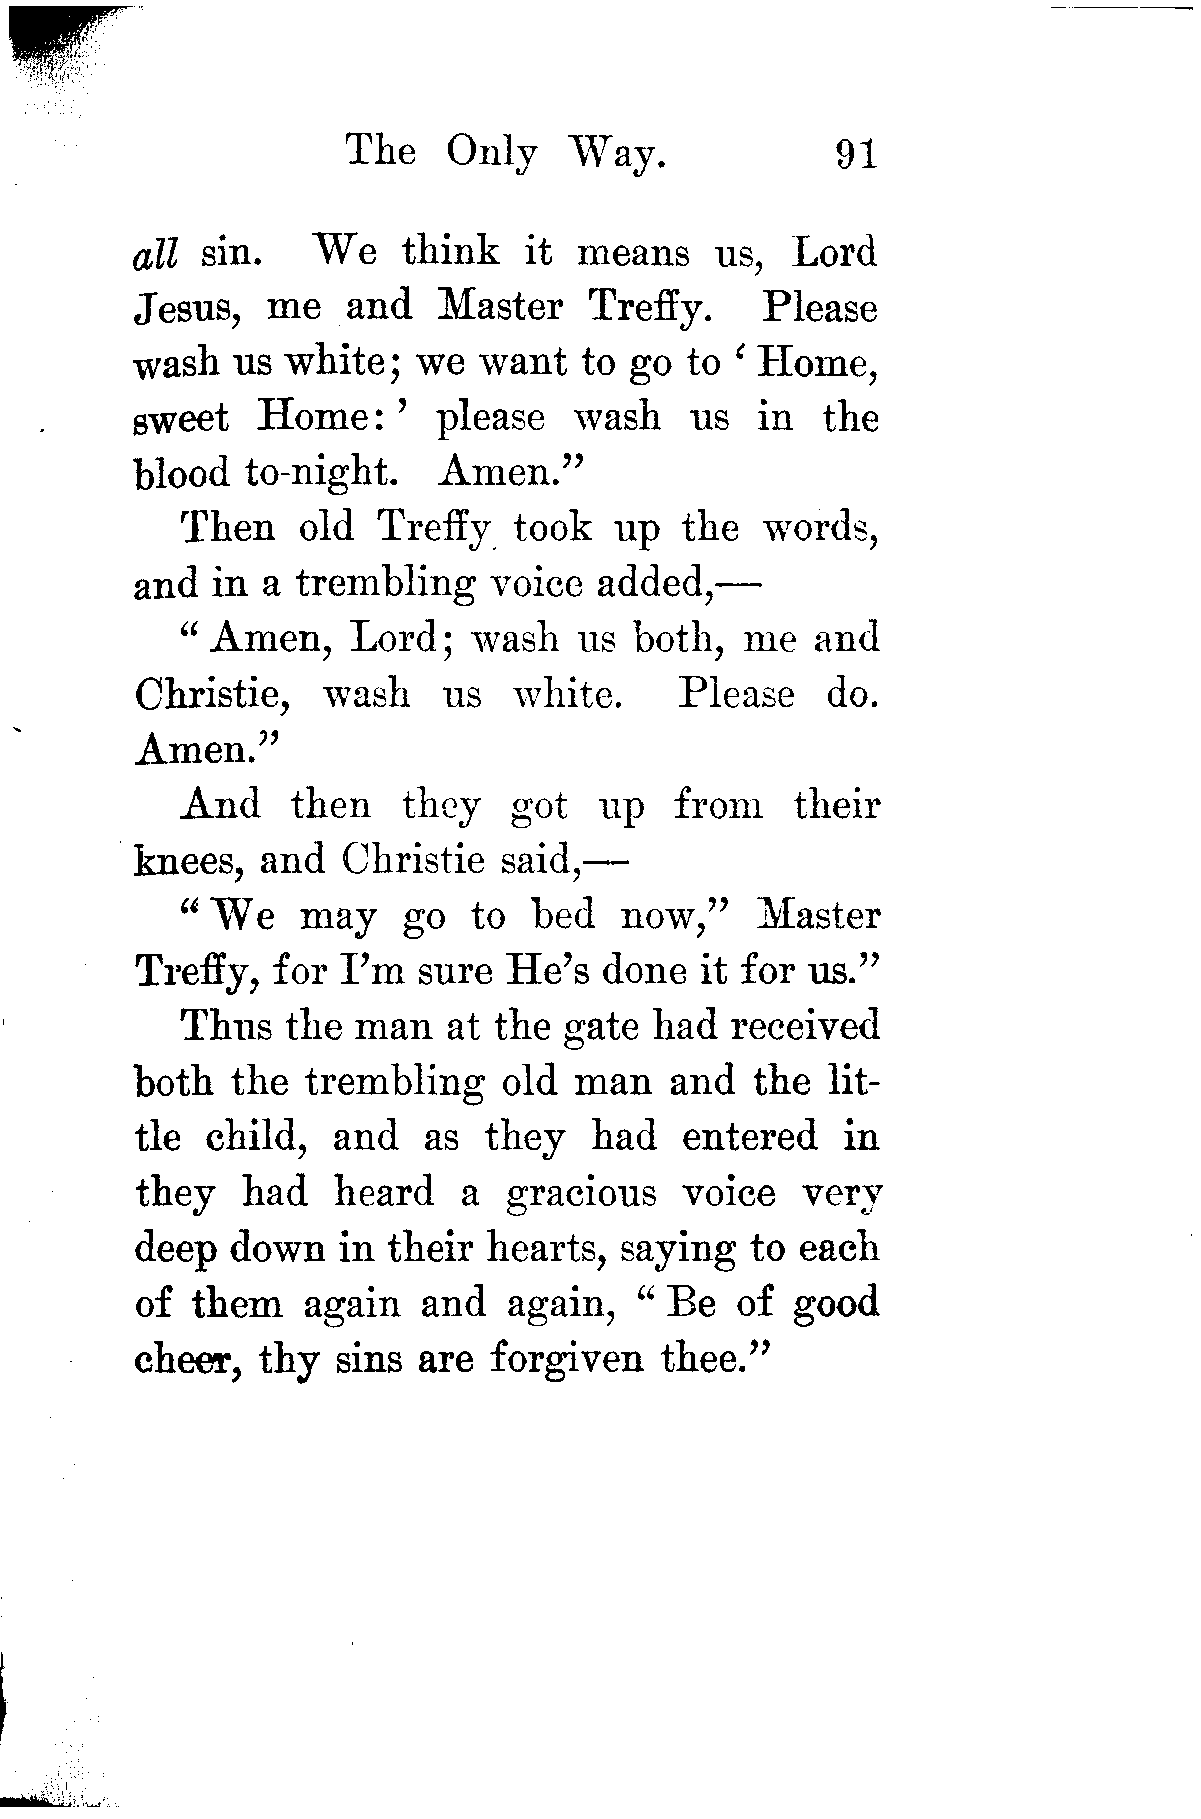 The Only Way. 91
all sin. We think it means us, Lord
Jesus, me and Master Treffy. Please
wash us white; we want to go to ‘ Home,
sweet Home: ’ please wash us in the
blood to-night. Amen.”
Then old Treffy took up the words,
and in a trembling voice added,—
“ Amen, Lord; wash us both, me and
Christie, wash us white. Please do.
Amen.”
And then they got up from their
knees, and Christie said,—
“ We may go to bed now,” Master
Treffy, for I’m sure He’s done it for us.”
Thus the man at the gate had received
both the trembling old man and the lit-
tle child, and as they had entered in
they had heard a gracious voice very
deep down in their hearts, saying to each
of them again and again, “ Be of good
cheer, thy sins are forgiven thee.”